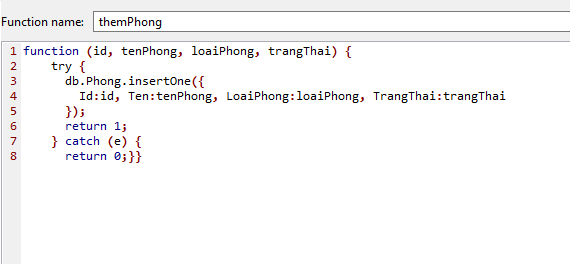 Function name: themPhong
1 function (id, tenPhong, loaiPhong, trangThai) {
2     try {
3       db.Phong.insertOne({
4         Id:id, Ten:tenPhong, LoaiPhong:loaiPhong, TrangThai:trangThai
5       });
6       return 1;
7     } catch (e) {
8       return 0;}}